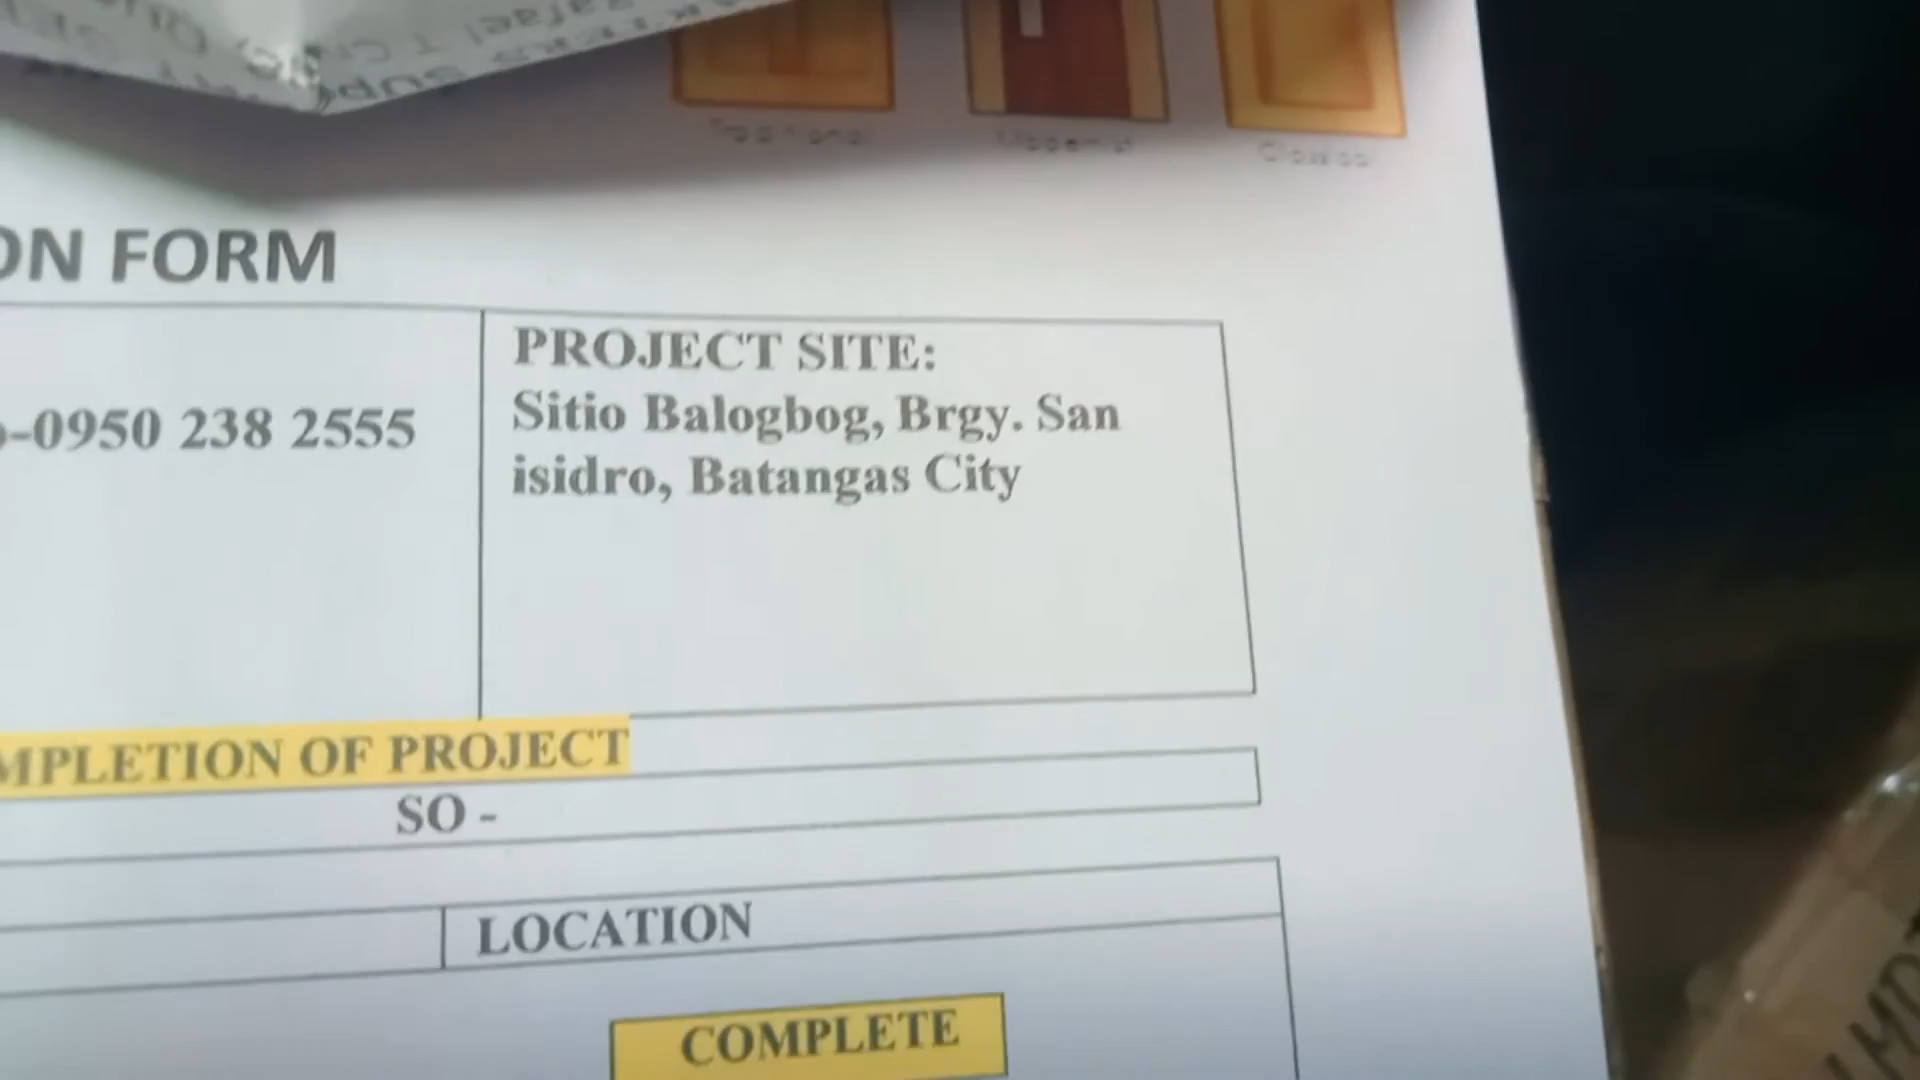 Classical
ON FORM
PROJECT SITE:
-0950 238 2555
Sitio Balogbog, Brgy. San
isidro, Batangas City
MPLETION OF PROJECT
SO -
LOCATION
COMPLETE